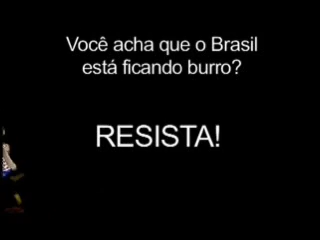 Você acha que o Brasil
está ficando burro?
RESISTA!